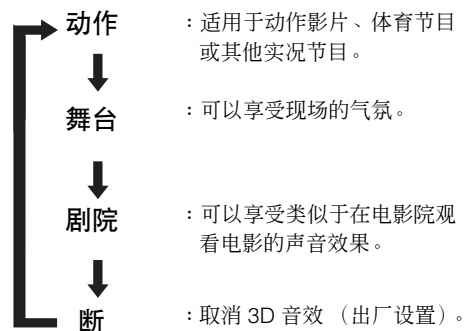 动作 ：适用于动作影片、体育节目
或其他实况节目。
舞台 ：可以享受现场的气氛。
剧院 ：可以享受类似于在电影院观
看电影的声音效果。
断 ：取消 3D 音效 （出厂设置）。